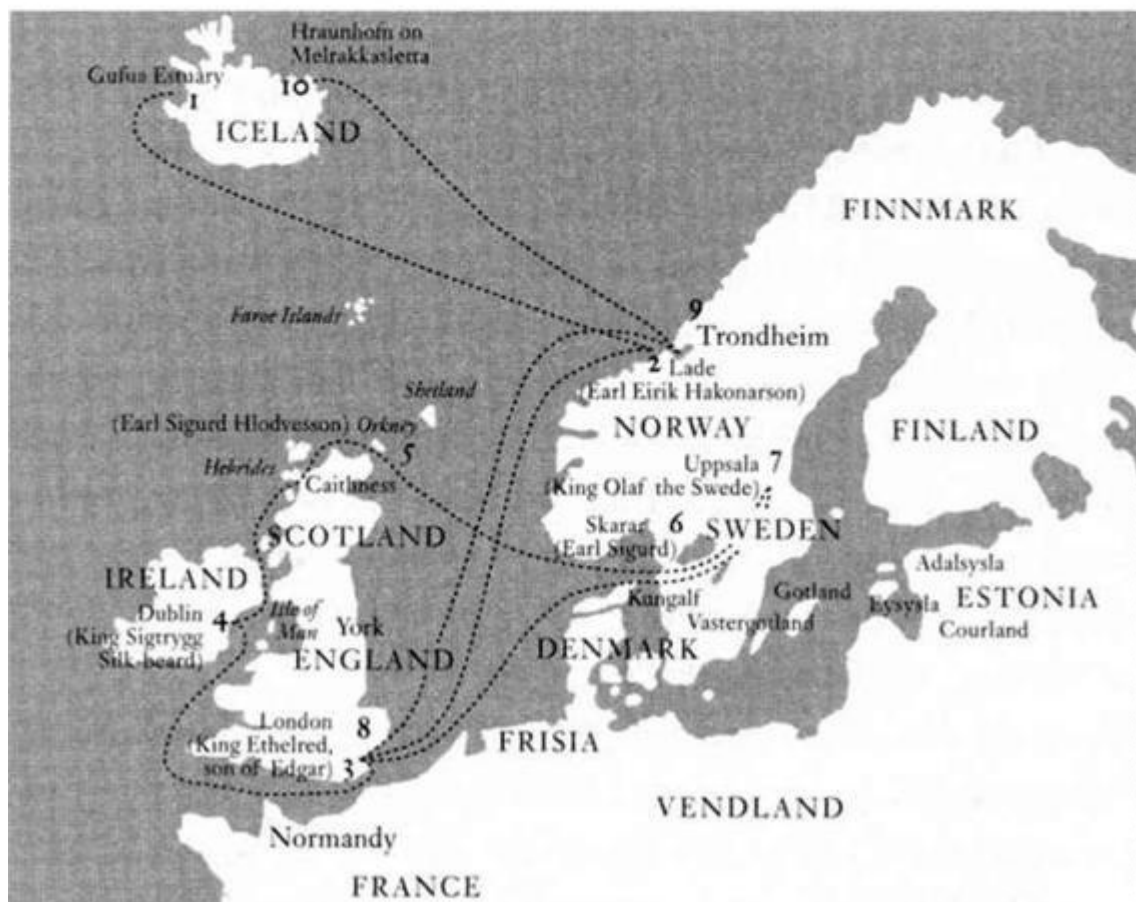 Hraunhofn on
Melrakkasletta
Gufua Estuary
1
10
ICELAND
FINNMARK
Faroe Islands
9
Trondheim
2 Lade
(Earl Eirik Hakonarson)
Shetland
(Earl Sigurd Hlodvesson) Orkney
5
NORWAY
FINLAND
Hebrides
Caithness
Uppsala 7
(King Olaf the Swede)
Skarar 6
(Earl Sigurd)
SWEDEN
SCOTLAND
IRELAND
Adalsysla
Gotland
Eysysla
ESTONIA
Courland
Kungalf
Vastergotland
Dublin 4
(King Sigtrygg
Silk-beard)
Isle of
Man
York
ENGLAND
DENMARK
London 8
(King Ethelred,
son of Edgar) 3
FRISIA
VENDLAND
Normandy
FRANCE